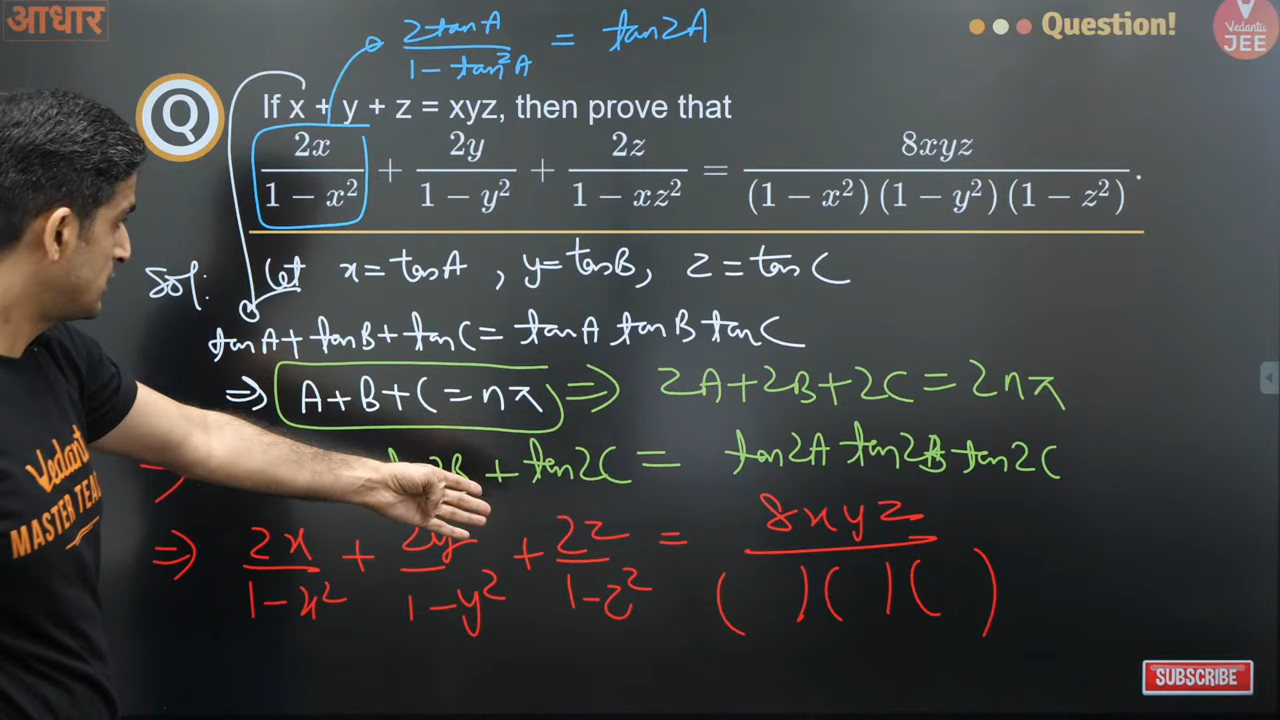 आधार
2tanA / 1 - tan²A = tan2A
Question!
Vedantu
JEE
Q
If x + y + z = xyz, then prove that
2x / 1 − x² + 2y / 1 − y² + 2z / 1 − xz² = 8xyz / (1 − x²)(1 − y²)(1 − z²).
Sol: Let x=tanA, y=tanB, z=tanC
tanA+tanB+tanC=tanA tanB tanC
⇒ A+B+C=nπ ⇒ 2A+2B+2C=2nπ
+ tan2C = tan2A tan2B tan2C
⇒ 2x / 1-x² + 2y / 1-y² + 2z / 1-z² = 8xyz / ( )( )( )
Vedantu
MASTER TEA
SUBSCRIBE